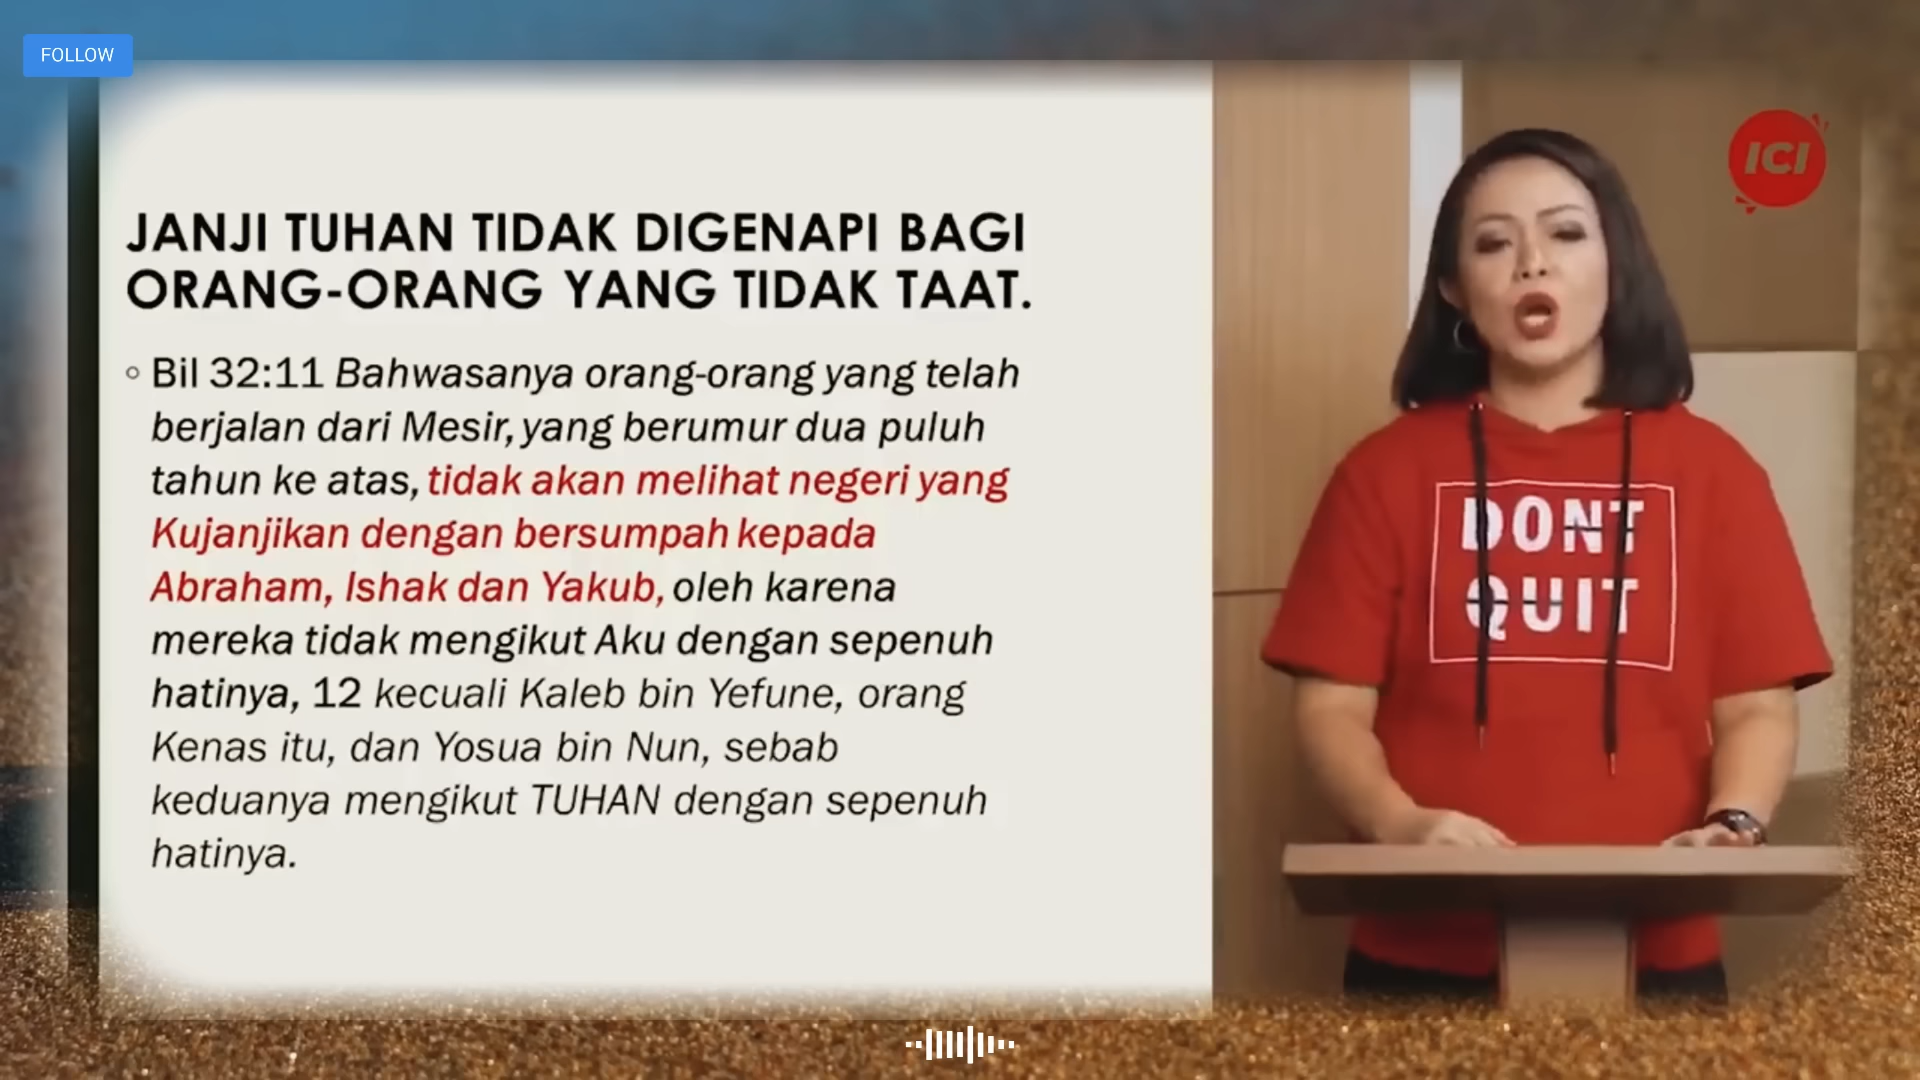 FOLLOW
JANJI TUHAN TIDAK DIGENAPI BAGI
ORANG-ORANG YANG TIDAK TAAT.
Bil 32:11 Bahwasanya orang-orang yang telah
berjalan dari Mesir, yang berumur dua puluh
tahun ke atas, tidak akan melihat negeri yang
Kujanjikan dengan bersumpah kepada
Abraham, Ishak dan Yakub, oleh karena
mereka tidak mengikut Aku dengan sepenuh
hatinya, 12 kecuali Kaleb bin Yefune, orang
Kenas itu, dan Yosua bin Nun, sebab
keduanya mengikut TUHAN dengan sepenuh
hatinya.
ICI
DONT
QUIT